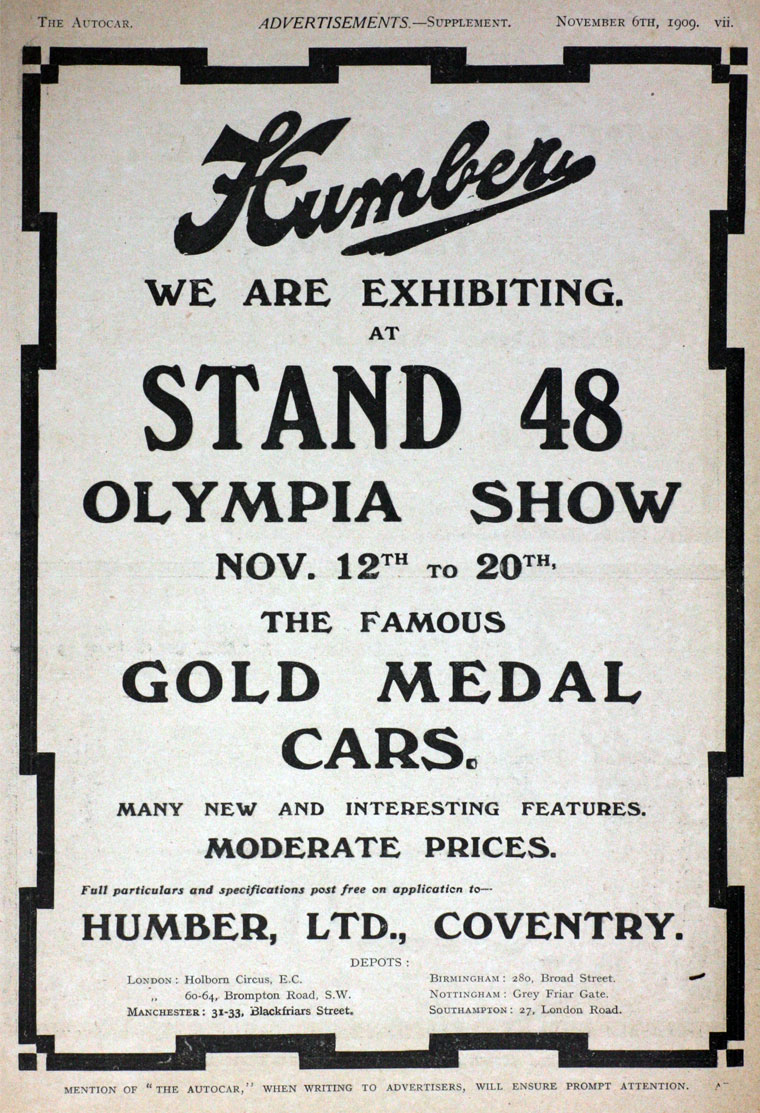 The Autocar. ADVERTISEMENTS.—Supplement. November 6th, 1909. vii.
Humber
WE ARE EXHIBITING.
AT
STAND 48
OLYMPIA SHOW
NOV. 12TH TO 20TH.
THE FAMOUS
GOLD MEDAL
CARS.
MANY NEW AND INTERESTING FEATURES.
MODERATE PRICES.
Full particulars and specifications post free on application to—
HUMBER, LTD., COVENTRY.
DEPOTS :
London : Holborn Circus, E.C.
„ 60-64, Brompton Road, S.W.
Manchester : 31-33, Blackfriars Street.
Birmingham : 280, Broad Street.
Nottingham : Grey Friar Gate.
Southampton : 27, London Road.
MENTION OF "THE AUTOCAR," WHEN WRITING TO ADVERTISERS, WILL ENSURE PROMPT ATTENTION.